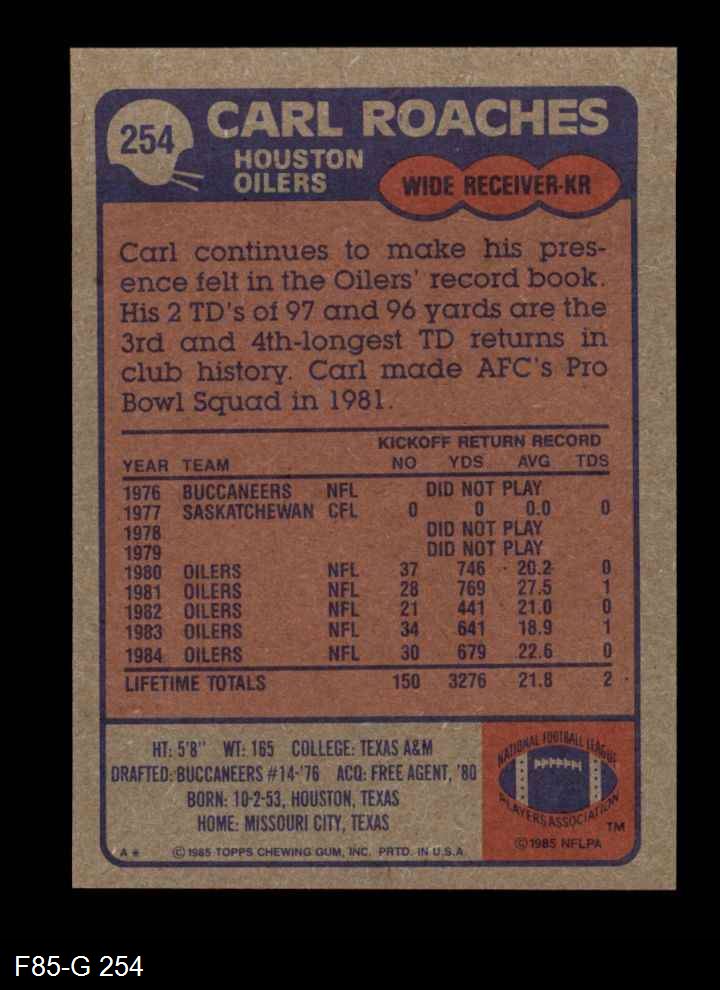 254
CARL ROACHES
HOUSTON
OILERS
WIDE RECEIVER-KR
Carl continues to make his pres-
ence felt in the Oilers' record book.
His 2 TD's of 97 and 96 yards are the
3rd and 4th-longest TD returns in
club history. Carl made AFC's Pro
Bowl Squad in 1981.
KICKOFF RETURN RECORD
YEAR TEAM NO YDS AVG TDS
1976 BUCCANEERS NFL DID NOT PLAY
1977 SASKATCHEWAN CFL 0 0 0.0 0
1978 DID NOT PLAY
1979 DID NOT PLAY
1980 OILERS NFL 37 746 20.2 0
1981 OILERS NFL 28 769 27.5 1
1982 OILERS NFL 21 441 21.0 0
1983 OILERS NFL 34 641 18.9 1
1984 OILERS NFL 30 679 22.6 0
LIFETIME TOTALS 150 3276 21.8 2
HT: 5'8" WT: 165 COLLEGE: TEXAS A&M
DRAFTED: BUCCANEERS #14-'76 ACQ: FREE AGENT, '80
BORN: 10-2-53, HOUSTON, TEXAS
HOME: MISSOURI CITY, TEXAS
A* © 1985 TOPPS CHEWING GUM, INC. PRTD. IN U.S.A.
NATIONAL FOOTBALL LEAGUE
PLAYERS ASSOCIATION
TM
© 1985 NFLPA
F85-G 254